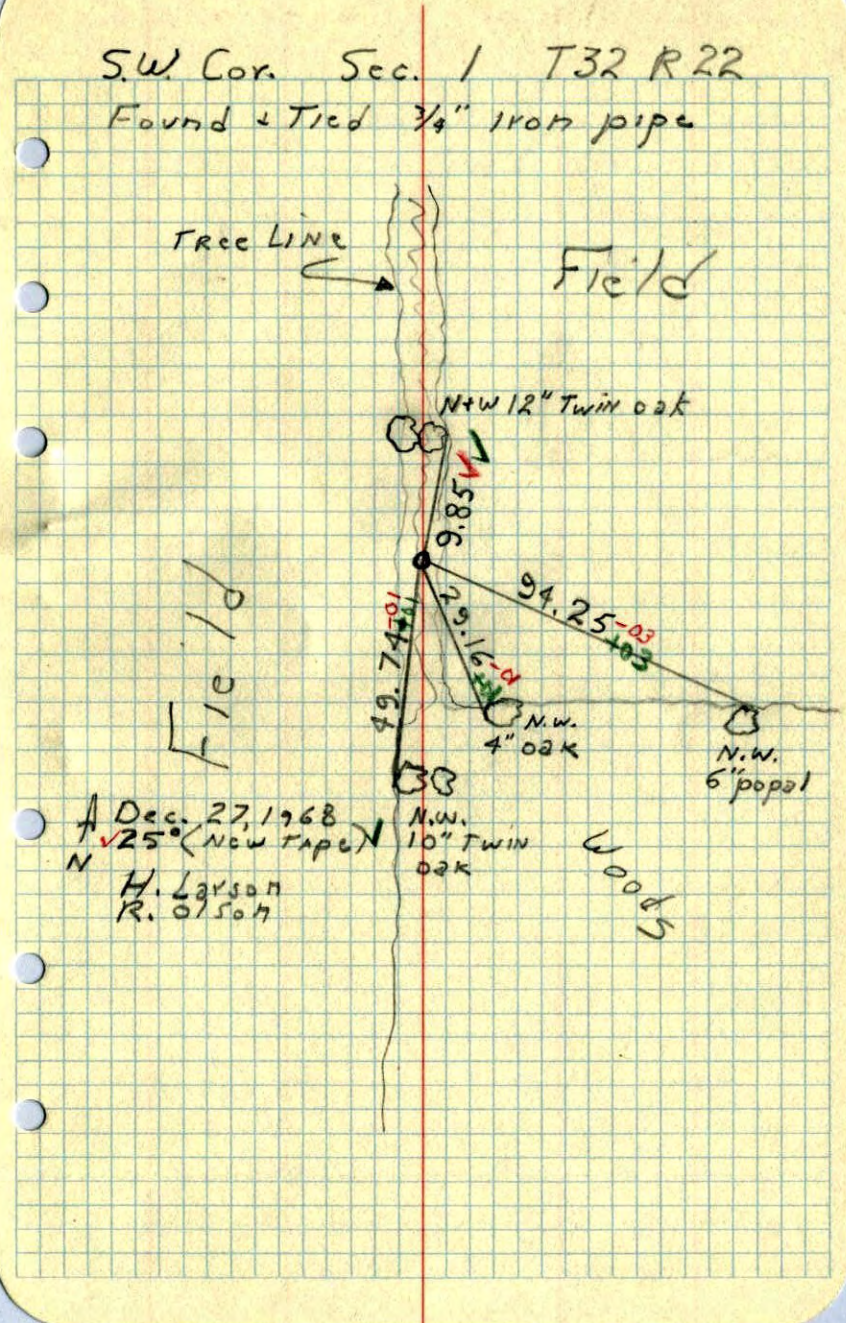 S.W. Cor. Sec. 1 T32 R22
Found & Tied 3/4" Iron pipe
Tree Line
Field
N+W 12" Twin oak
9.85 ✓✓
94.25 -03 +03
29.16
49.74 -01 +01
Field
N.W.
4" oak
N.W.
6" popal
N.W.
10" Twin
oak
Dec. 27, 1968
✓25° (New Tape) ✓
N
H. Larson
R. Olson
Woods